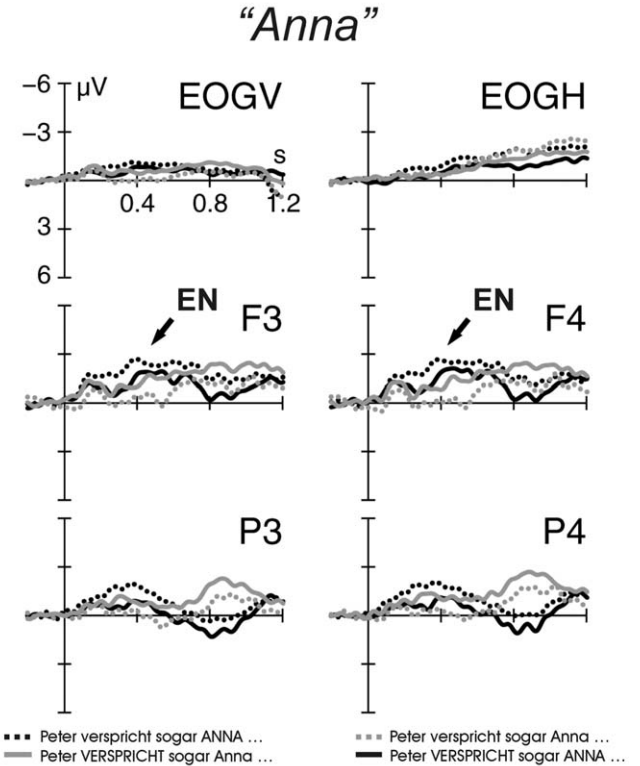 “Anna”
−6 µV EOGV EOGH
−3
s
0.4 0.8 1.2
3
6
EN EN
F3 F4
P3 P4
Peter verspricht sogar ANNA … Peter verspricht sogar Anna …
Peter VERSPRICHT sogar Anna … Peter VERSPRICHT sogar ANNA …